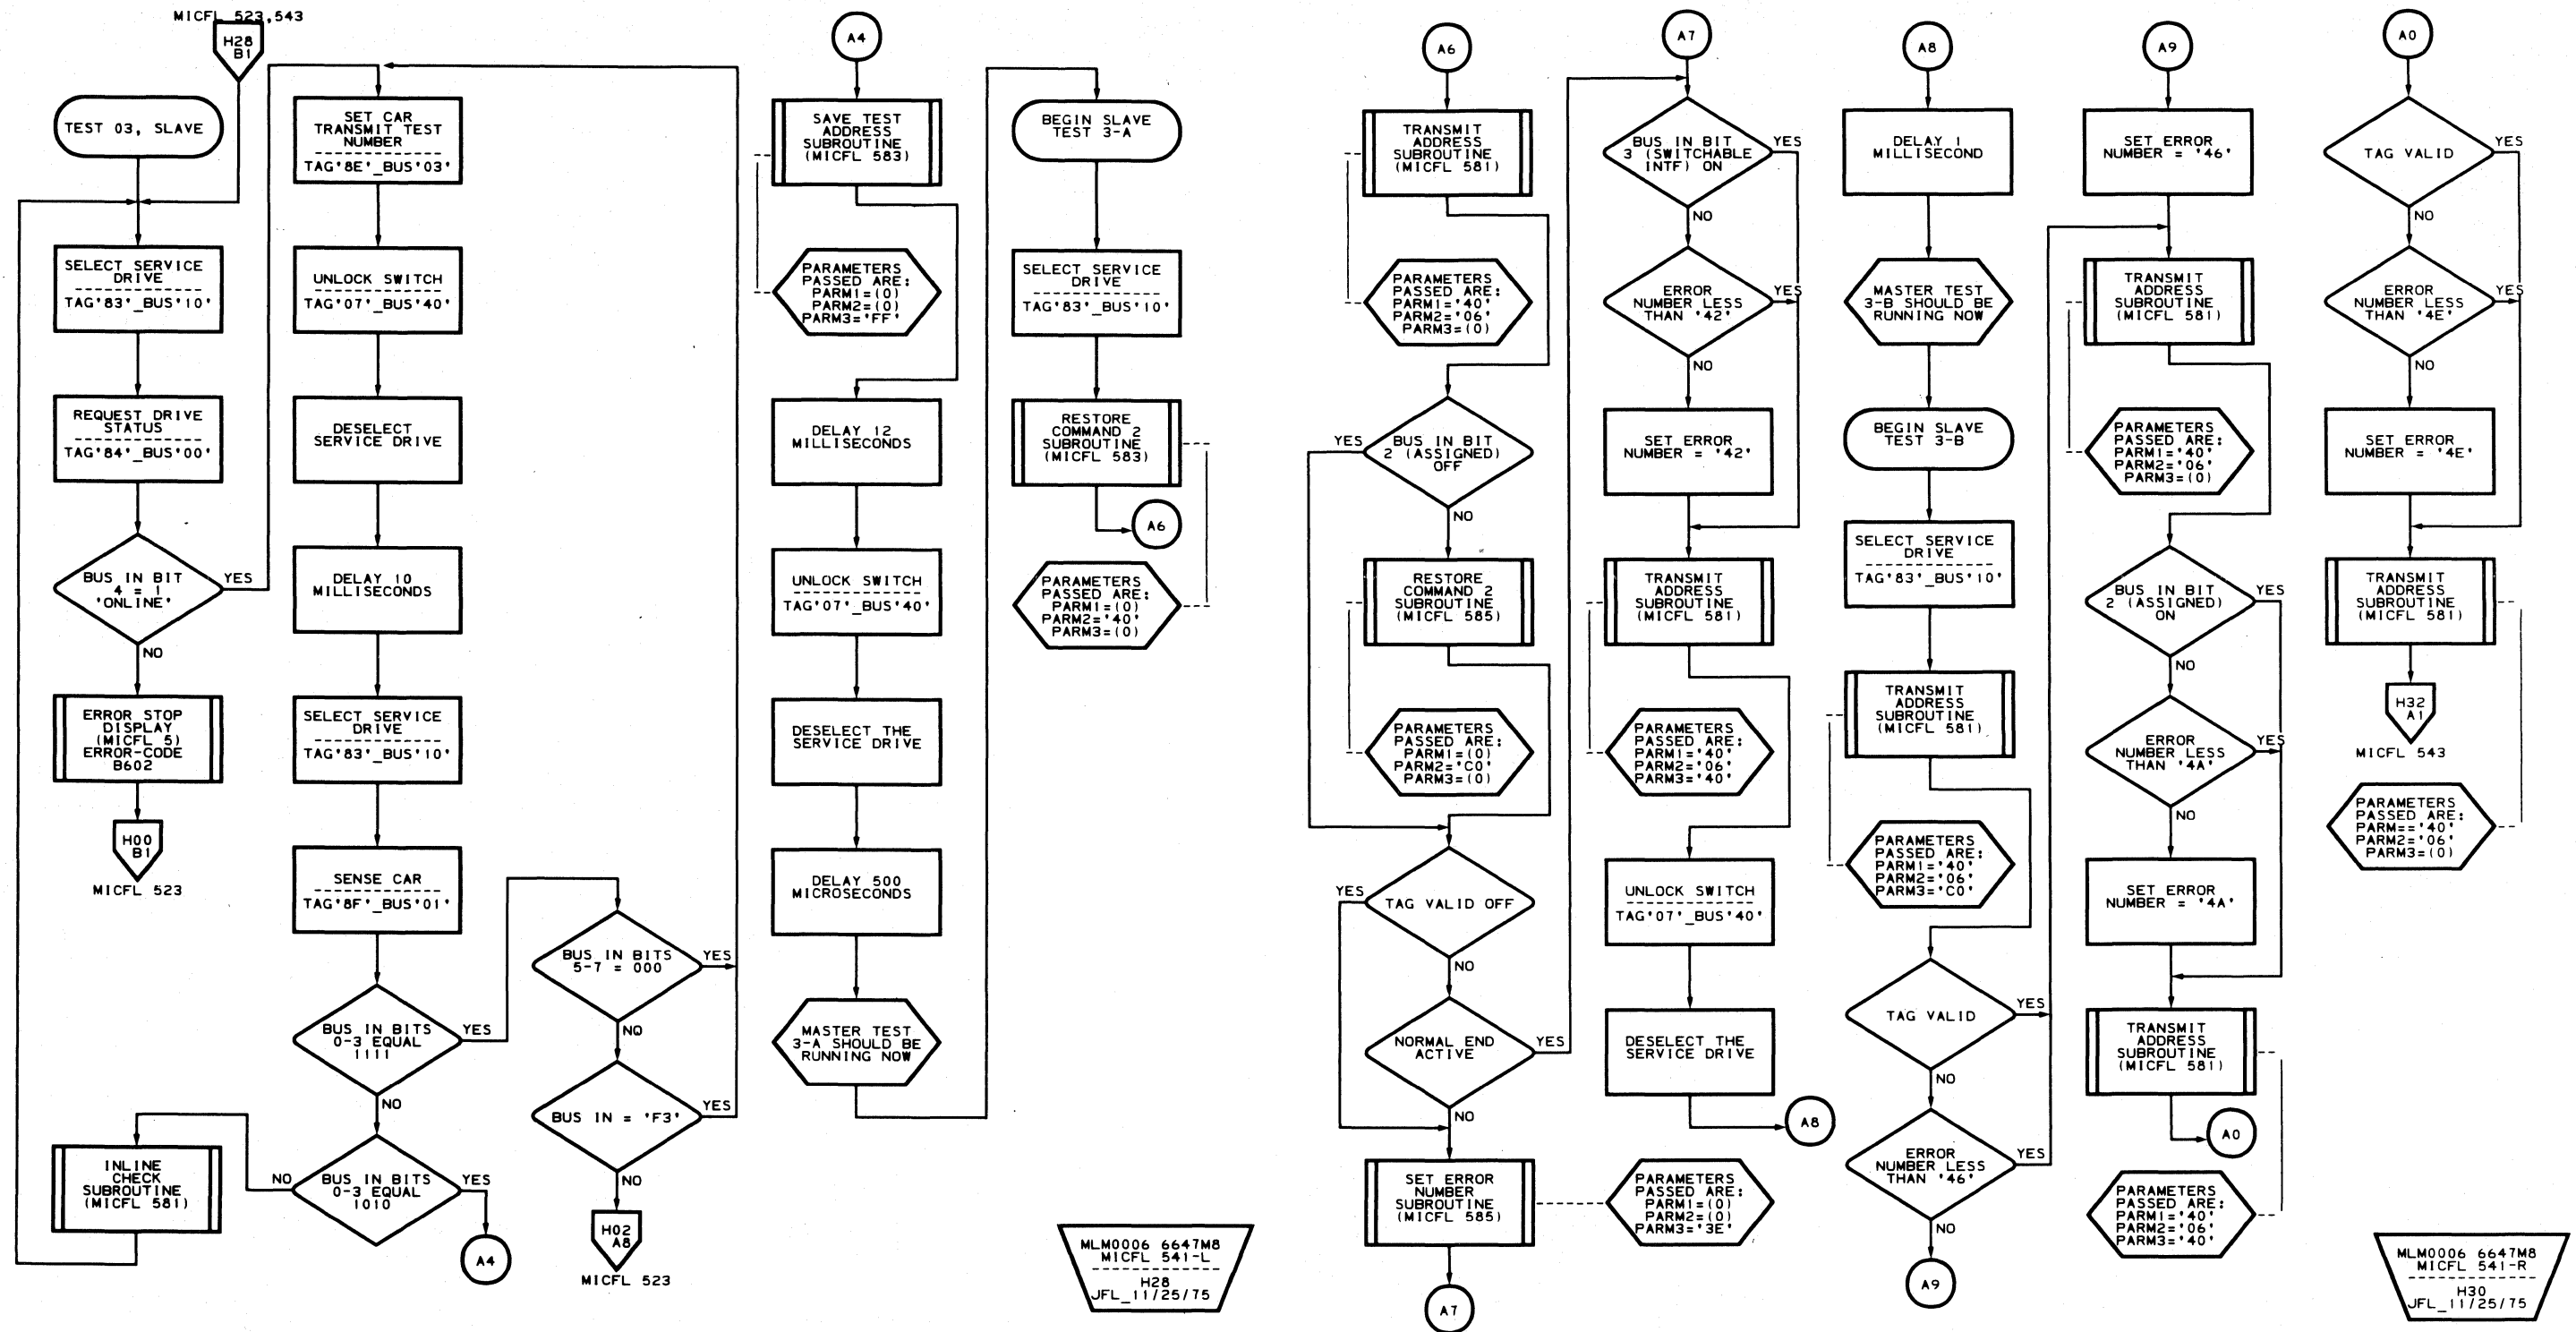 MICFL 523,543
H28
B1
TEST 03, SLAVE
SELECT SERVICE
DRIVE
TAG'83'_BUS'10'
REQUEST DRIVE
STATUS
TAG'84'_BUS'00'
BUS IN BIT
4 = 1
'ONLINE'
YES
NO
ERROR STOP
DISPLAY
(MICFL 5)
ERROR-CODE
B602
H00
B1
MICFL 523
INLINE
CHECK
SUBROUTINE
(MICFL 581)
SET CAR
TRANSMIT TEST
NUMBER
TAG'8E'_BUS'03'
UNLOCK SWITCH
TAG'07'_BUS'40'
DESELECT
SERVICE DRIVE
DELAY 10
MILLISECONDS
SELECT SERVICE
DRIVE
TAG'83'_BUS'10'
SENSE CAR
TAG'8F'_BUS'01'
BUS IN BITS
0-3 EQUAL
1111
YES
NO
BUS IN BITS
0-3 EQUAL
1010
NO
YES
A4
BUS IN BITS
5-7 = 000
YES
NO
BUS IN = 'F3'
YES
NO
H02
A8
MICFL 523
A4
SAVE TEST
ADDRESS
SUBROUTINE
(MICFL 583)
PARAMETERS
PASSED ARE:
PARM1=(0)
PARM2=(0)
PARM3='FF'
DELAY 12
MILLISECONDS
UNLOCK SWITCH
TAG'07'_BUS'40'
DESELECT THE
SERVICE DRIVE
DELAY 500
MICROSECONDS
MASTER TEST
3-A SHOULD BE
RUNNING NOW
BEGIN SLAVE
TEST 3-A
SELECT SERVICE
DRIVE
TAG'83'_BUS'10'
RESTORE
COMMAND 2
SUBROUTINE
(MICFL 583)
A6
PARAMETERS
PASSED ARE:
PARM1=(0)
PARM2='40'
PARM3=(0)
MLM0006 6647M8
MICFL 541-L
H28
JFL_11/25/75
A6
TRANSMIT
ADDRESS
SUBROUTINE
(MICFL 581)
PARAMETERS
PASSED ARE:
PARM1='40'
PARM2='06'
PARM3=(0)
BUS IN BIT
2 (ASSIGNED)
OFF
YES
NO
RESTORE
COMMAND 2
SUBROUTINE
(MICFL 585)
PARAMETERS
PASSED ARE:
PARM1=(0)
PARM2='C0'
PARM3=(0)
TAG VALID OFF
YES
NO
NORMAL END
ACTIVE
YES
NO
SET ERROR
NUMBER
SUBROUTINE
(MICFL 585)
A7
PARAMETERS
PASSED ARE:
PARM1=(0)
PARM2=(0)
PARM3='3E'
A7
BUS IN BIT
3 (SWITCHABLE
INTF) ON
YES
NO
ERROR
NUMBER LESS
THAN '42'
YES
NO
SET ERROR
NUMBER = '42'
TRANSMIT
ADDRESS
SUBROUTINE
(MICFL 581)
PARAMETERS
PASSED ARE:
PARM1='40'
PARM2='06'
PARM3='40'
UNLOCK SWITCH
TAG'07'_BUS'40'
DESELECT THE
SERVICE DRIVE
A8
A8
DELAY 1
MILLISECOND
MASTER TEST
3-B SHOULD BE
RUNNING NOW
BEGIN SLAVE
TEST 3-B
SELECT SERVICE
DRIVE
TAG'83'_BUS'10'
TRANSMIT
ADDRESS
SUBROUTINE
(MICFL 581)
PARAMETERS
PASSED ARE:
PARM1='40'
PARM2='06'
PARM3='C0'
TAG VALID
YES
NO
ERROR
NUMBER LESS
THAN '46'
YES
NO
A9
A9
SET ERROR
NUMBER = '46'
TRANSMIT
ADDRESS
SUBROUTINE
(MICFL 581)
PARAMETERS
PASSED ARE:
PARM1='40'
PARM2='06'
PARM3=(0)
BUS IN BIT
2 (ASSIGNED)
ON
YES
NO
ERROR
NUMBER LESS
THAN '4A'
YES
NO
SET ERROR
NUMBER = '4A'
TRANSMIT
ADDRESS
SUBROUTINE
(MICFL 581)
A0
PARAMETERS
PASSED ARE:
PARM1='40'
PARM2='06'
PARM3='40'
A0
TAG VALID
YES
NO
ERROR
NUMBER LESS
THAN '4E'
YES
NO
SET ERROR
NUMBER = '4E'
TRANSMIT
ADDRESS
SUBROUTINE
(MICFL 581)
H32
A1
MICFL 543
PARAMETERS
PASSED ARE:
PARM=='40'
PARM2='06'
PARM3=(0)
MLM0006 6647M8
MICFL 541-R
H30
JFL_11/25/75